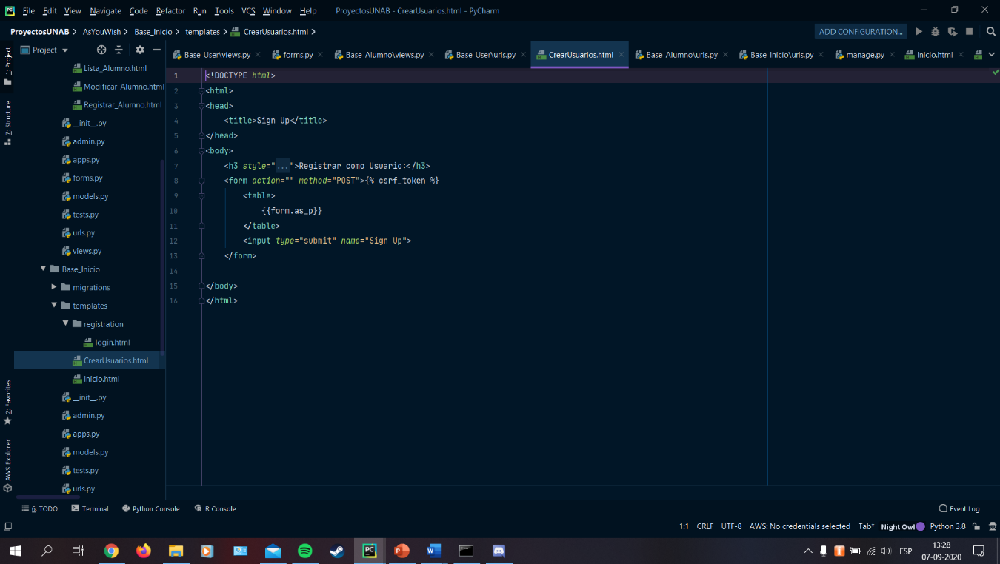 File Edit View Navigate Code Refactor Run Tools VCS Window Help ProyectosUNAB - CrearUsuarios.html - PyCharm
ProyectosUNAB AsYouWish Base_Inicio templates CrearUsuarios.html ADD CONFIGURATION...
1: Project
Project
Base_User\views.py forms.py Base_Alumno\views.py Base_User\urls.py CrearUsuarios.html Base_Alumno\urls.py Base_Inicio\urls.py manage.py Inicio.html
7: Structure
2: Favorites
AWS Explorer
Lista_Alumno.html
Modificar_Alumno.html
Registrar_Alumno.html
__init__.py
admin.py
apps.py
forms.py
models.py
tests.py
urls.py
views.py
Base_Inicio
migrations
templates
registration
login.html
CrearUsuarios.html
Inicio.html
__init__.py
admin.py
apps.py
models.py
tests.py
urls.py
1 <!DOCTYPE html>
2 <html>
3 <head>
4 <title>Sign Up</title>
5 </head>
6 <body>
7 <h3 style="...">Registrar como Usuario:</h3>
8 <form action="" method="POST">{% csrf_token %}
9 <table>
10 {{form.as_p}}
11 </table>
12 <input type="submit" name="Sign Up">
13 </form>
14
15 </body>
16 </html>
6: TODO Terminal Python Console R Console Event Log
1:1 CRLF UTF-8 AWS: No credentials selected Tab* Night Owl Python 3.8
ESP
13:28
07-09-2020